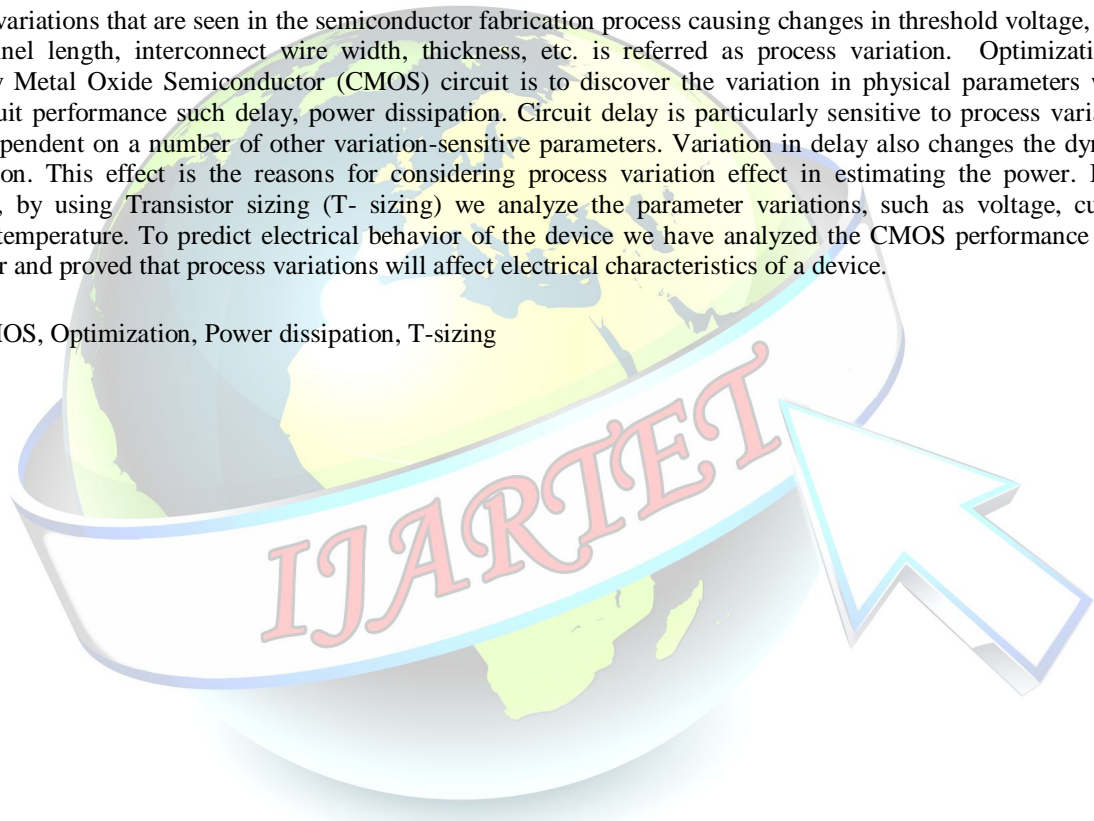 variations that are seen in the semiconductor fabrication process causing changes in threshold voltage,
nnel length, interconnect wire width, thickness, etc. is referred as process variation. Optimizati
y Metal Oxide Semiconductor (CMOS) circuit is to discover the variation in physical parameters v
uit performance such delay, power dissipation. Circuit delay is particularly sensitive to process varia
pendent on a number of other variation-sensitive parameters. Variation in delay also changes the dyn
ion. This effect is the reasons for considering process variation effect in estimating the power. I
, by using Transistor sizing (T- sizing) we analyze the parameter variations, such as voltage, cu
temperature. To predict electrical behavior of the device we have analyzed the CMOS performance
r and proved that process variations will affect electrical characteristics of a device.
MOS, Optimization, Power dissipation, T-sizing
IJARTET